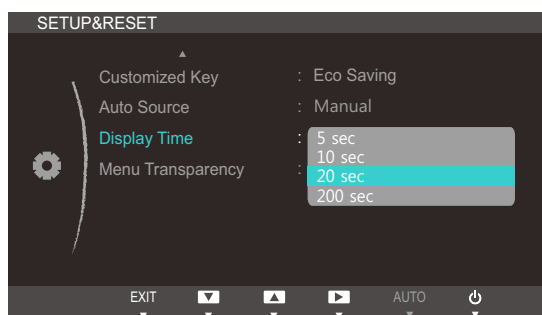 SETUP&RESET
Customized Key : Eco Saving
Auto Source : Manual
Display Time : 5 sec
10 sec
Menu Transparency : 20 sec
200 sec
EXIT AUTO